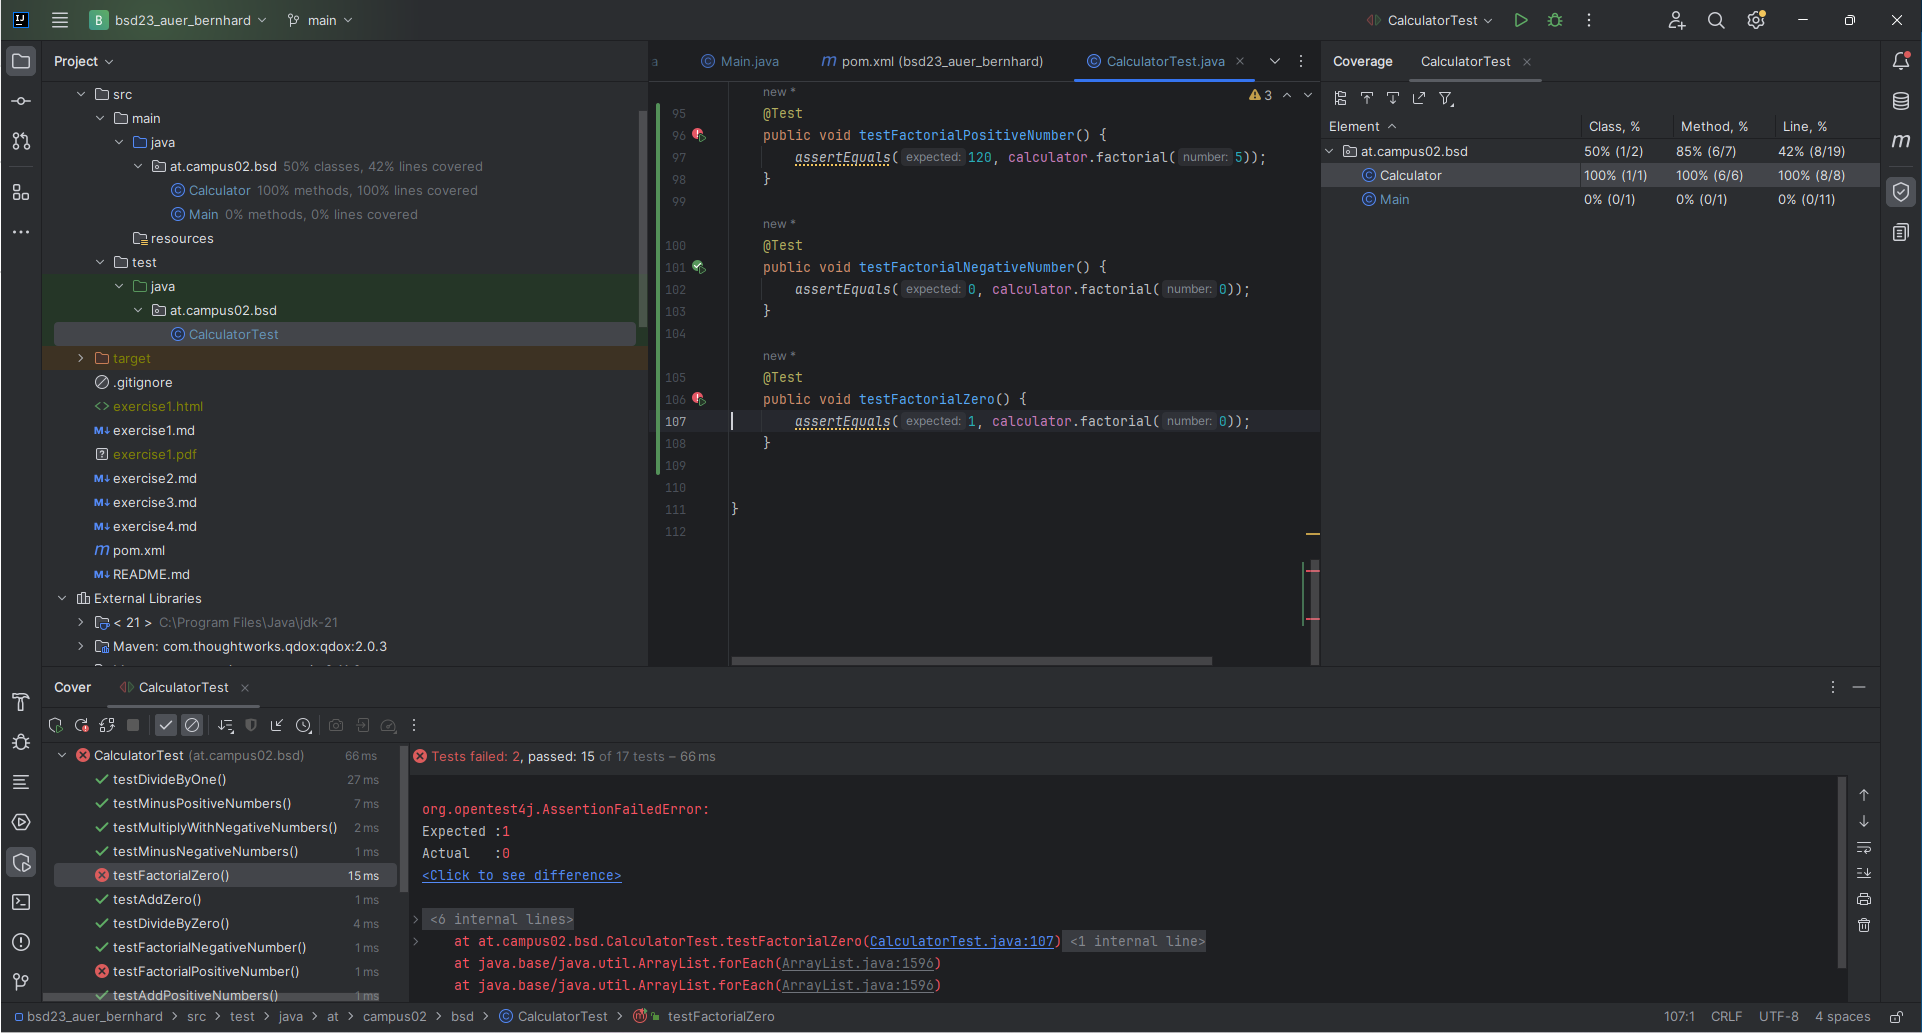 bsd23_auer_bernhard
main
CalculatorTest
Project
src
main
java
at.campus02.bsd 50% classes, 42% lines covered
Calculator 100% methods, 100% lines covered
Main 0% methods, 0% lines covered
resources
test
java
at.campus02.bsd
CalculatorTest
target
.gitignore
exercise1.html
exercise1.md
exercise1.pdf
exercise2.md
exercise3.md
exercise4.md
pom.xml
README.md
External Libraries
< 21 > C:\Program Files\Java\jdk-21
Maven: com.thoughtworks.qdox:qdox:2.0.3
Main.java
pom.xml (bsd23_auer_bernhard)
CalculatorTest.java
3
new *
95 @Test
96 public void testFactorialPositiveNumber() {
97 assertEquals( expected: 120, calculator.factorial( number: 5));
98 }
99
new *
100 @Test
101 public void testFactorialNegativeNumber() {
102 assertEquals( expected: 0, calculator.factorial( number: 0));
103 }
104
new *
105 @Test
106 public void testFactorialZero() {
107 assertEquals( expected: 1, calculator.factorial( number: 0));
108 }
109
110
111 }
112
Coverage
CalculatorTest
Element Class, % Method, % Line, %
at.campus02.bsd 50% (1/2) 85% (6/7) 42% (8/19)
Calculator 100% (1/1) 100% (6/6) 100% (8/8)
Main 0% (0/1) 0% (0/1) 0% (0/11)
Cover
CalculatorTest
CalculatorTest (at.campus02.bsd) 66 ms
testDivideByOne() 27 ms
testMinusPositiveNumbers() 7 ms
testMultiplyWithNegativeNumbers() 2 ms
testMinusNegativeNumbers() 1 ms
testFactorialZero() 15 ms
testAddZero() 1 ms
testDivideByZero() 4 ms
testFactorialNegativeNumber() 1 ms
testFactorialPositiveNumber() 1 ms
testAddPositiveNumbers() 1 ms
Tests failed: 2, passed: 15 of 17 tests – 66 ms
org.opentest4j.AssertionFailedError:
Expected :1
Actual :0
<Click to see difference>
<6 internal lines>
at at.campus02.bsd.CalculatorTest.testFactorialZero(CalculatorTest.java:107) <1 internal line>
at java.base/java.util.ArrayList.forEach(ArrayList.java:1596)
at java.base/java.util.ArrayList.forEach(ArrayList.java:1596)
bsd23_auer_bernhard > src > test > java > at > campus02 > bsd > CalculatorTest > testFactorialZero
107:1 CRLF UTF-8 4 spaces